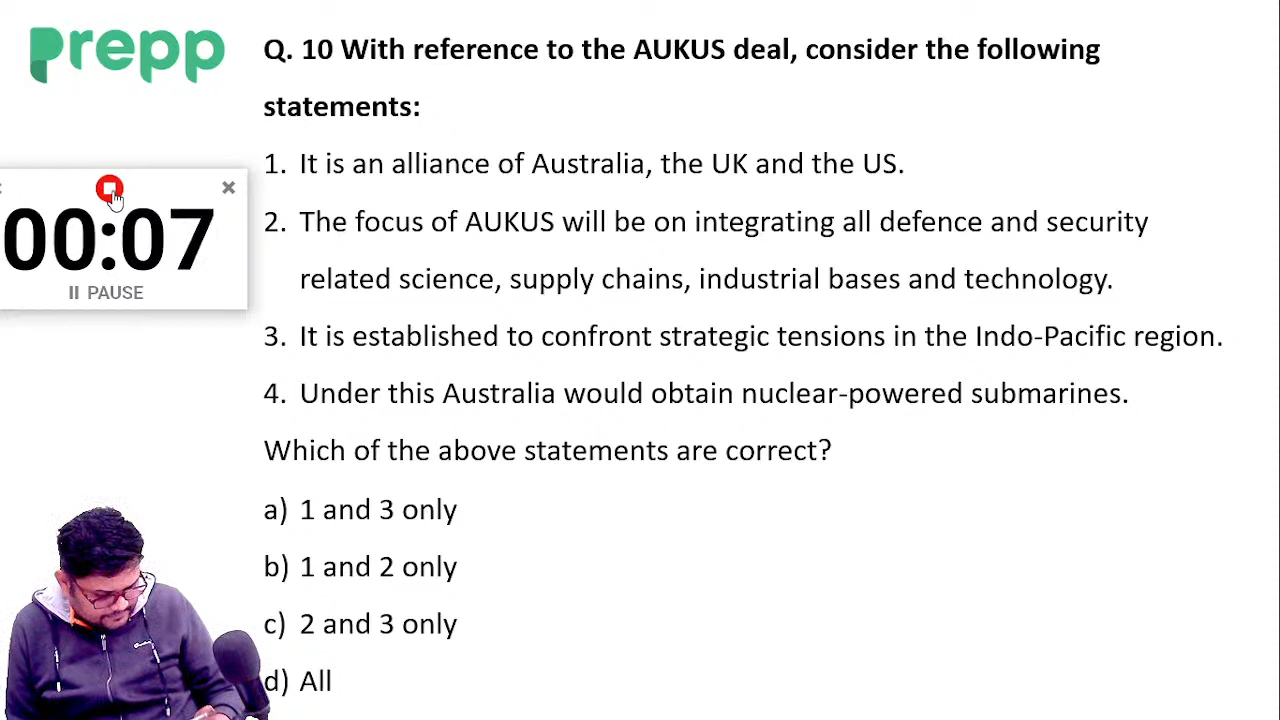 prepp
Q. 10 With reference to the AUKUS deal, consider the following
statements:
1. It is an alliance of Australia, the UK and the US.
00:07
PAUSE
2. The focus of AUKUS will be on integrating all defence and security
related science, supply chains, industrial bases and technology.
3. It is established to confront strategic tensions in the Indo-Pacific region.
4. Under this Australia would obtain nuclear-powered submarines.
Which of the above statements are correct?
a) 1 and 3 only
b) 1 and 2 only
c) 2 and 3 only
d) All